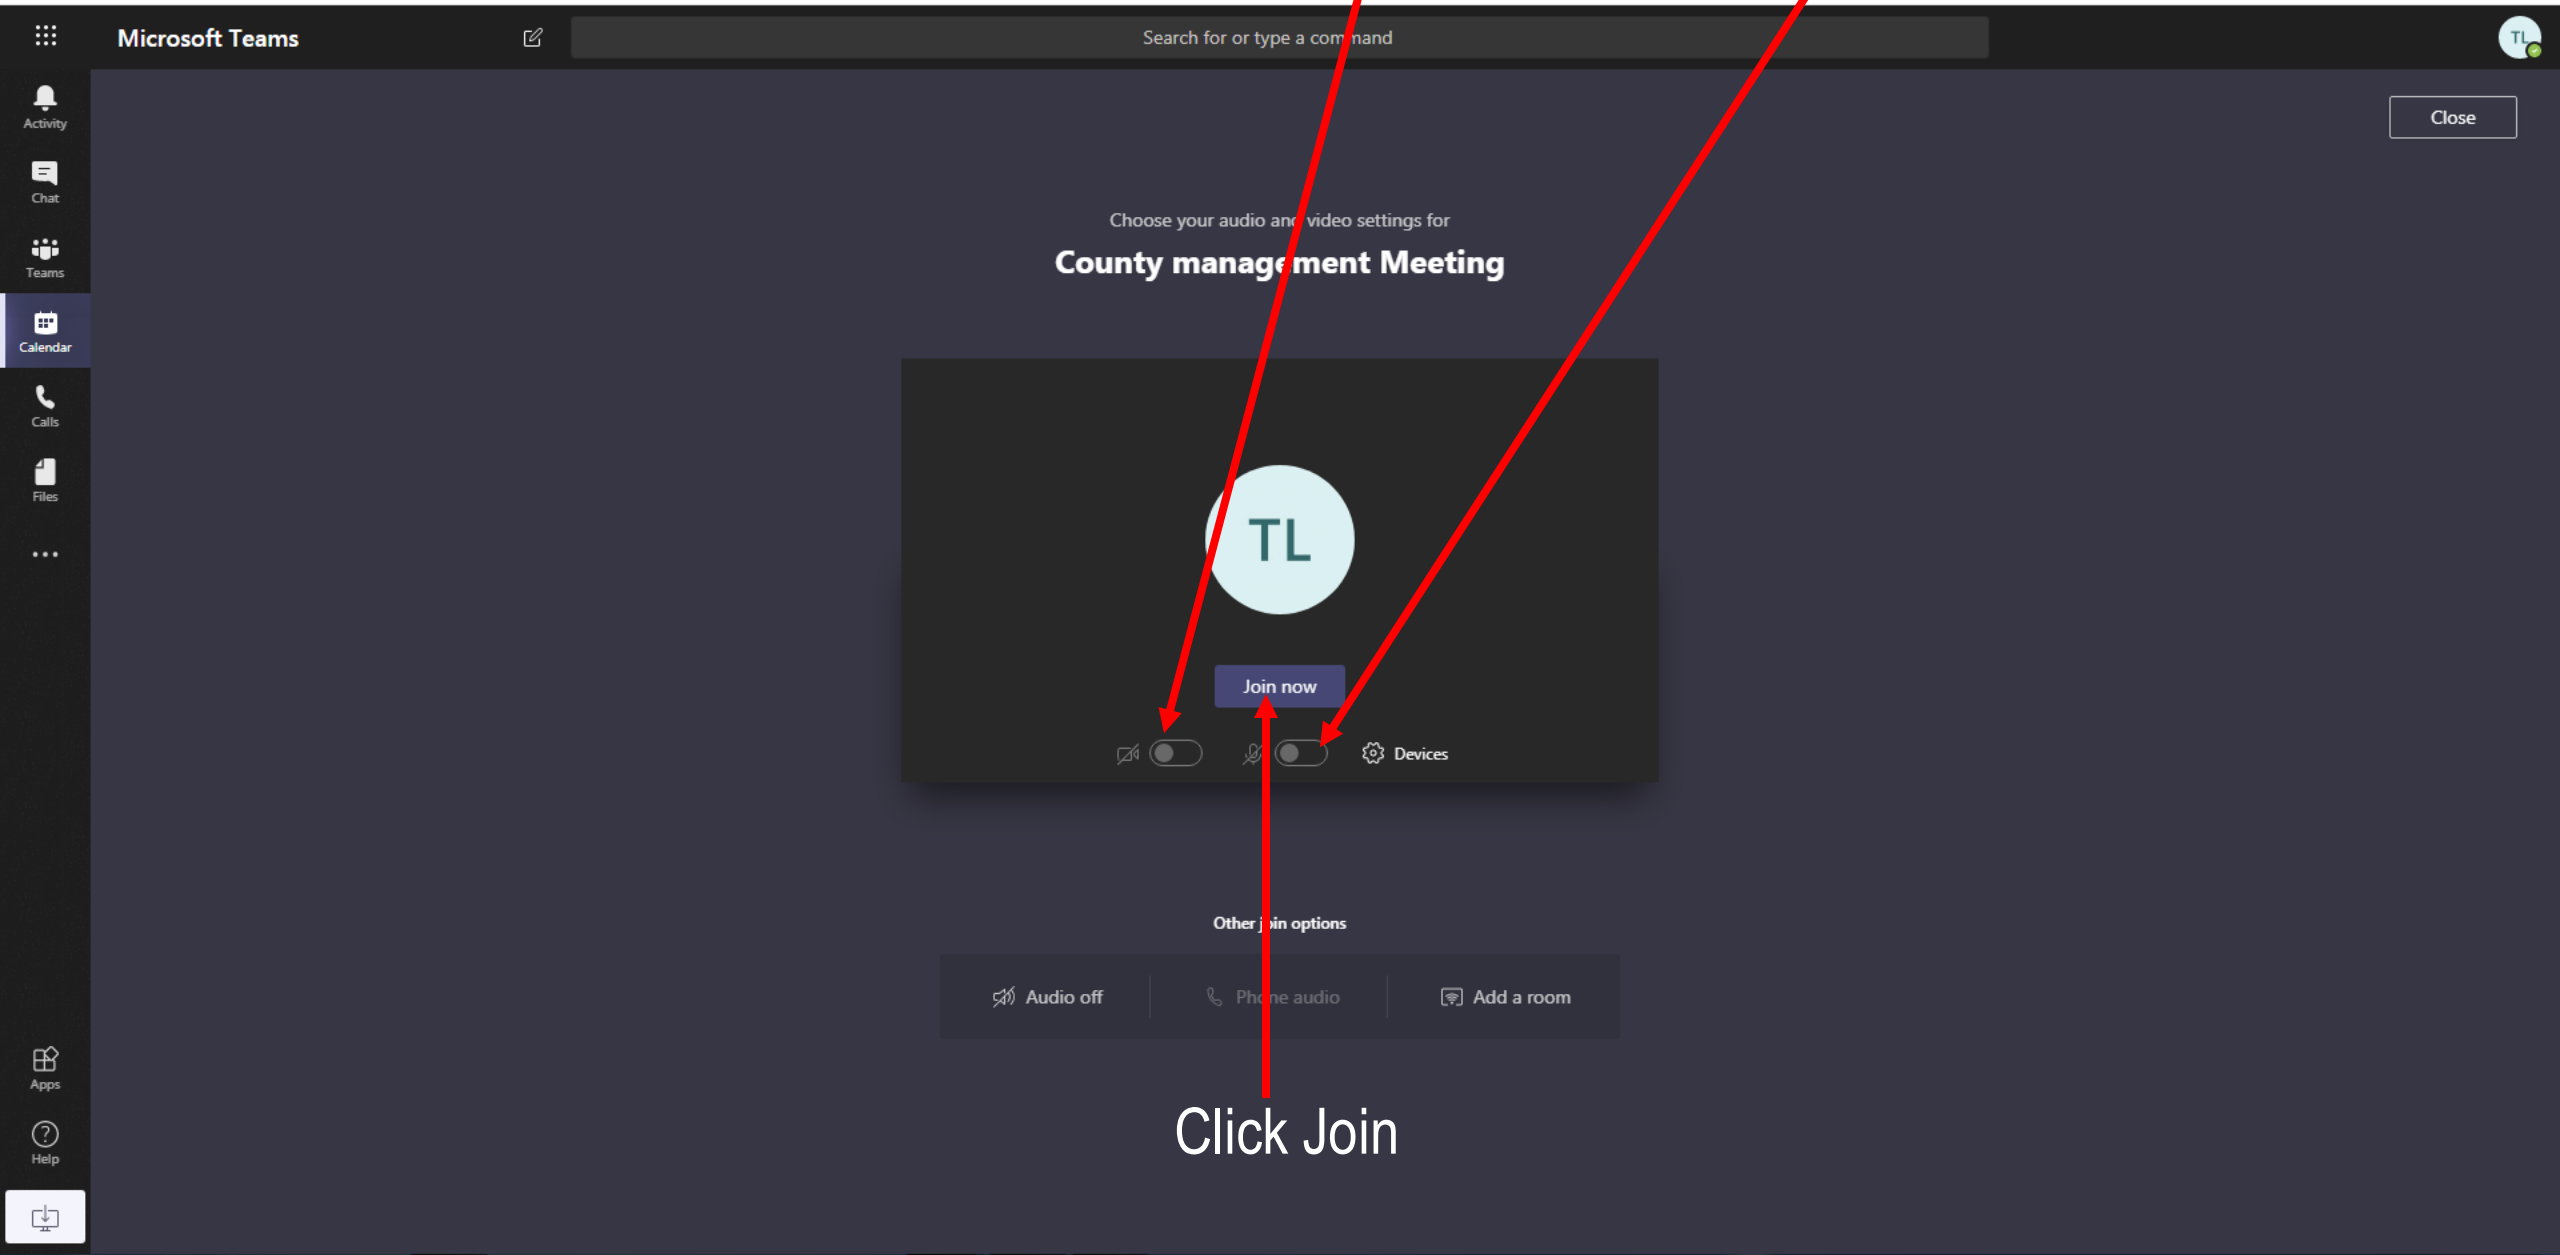 Microsoft Teams
Search for or type a command
TL
Activity
Close
Chat
Choose your audio and video settings for
Teams
County management Meeting
Calendar
Calls
Files
TL
Join now
Devices
Other join options
Audio off
Phone audio
Add a room
Apps
Click Join
Help